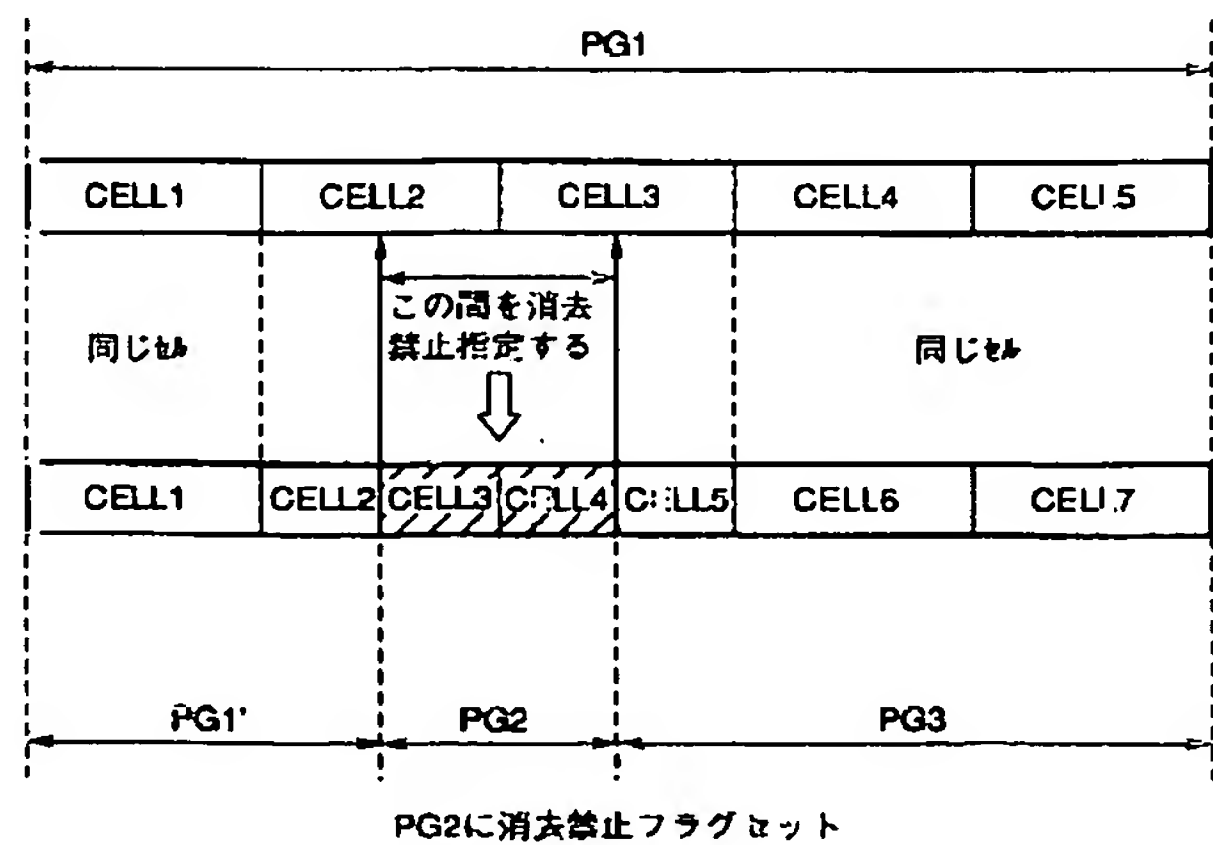 PG1
CELL1 CELL2 CELL3 CELL4 CELL5
この間を消去
禁止指定する
同じセル 同じセル
CELL1 CELL2 CELL3 CELL4 CELL5 CELL6 CELL7
PG1' PG2 PG3
PG2に消去禁止フラグセット